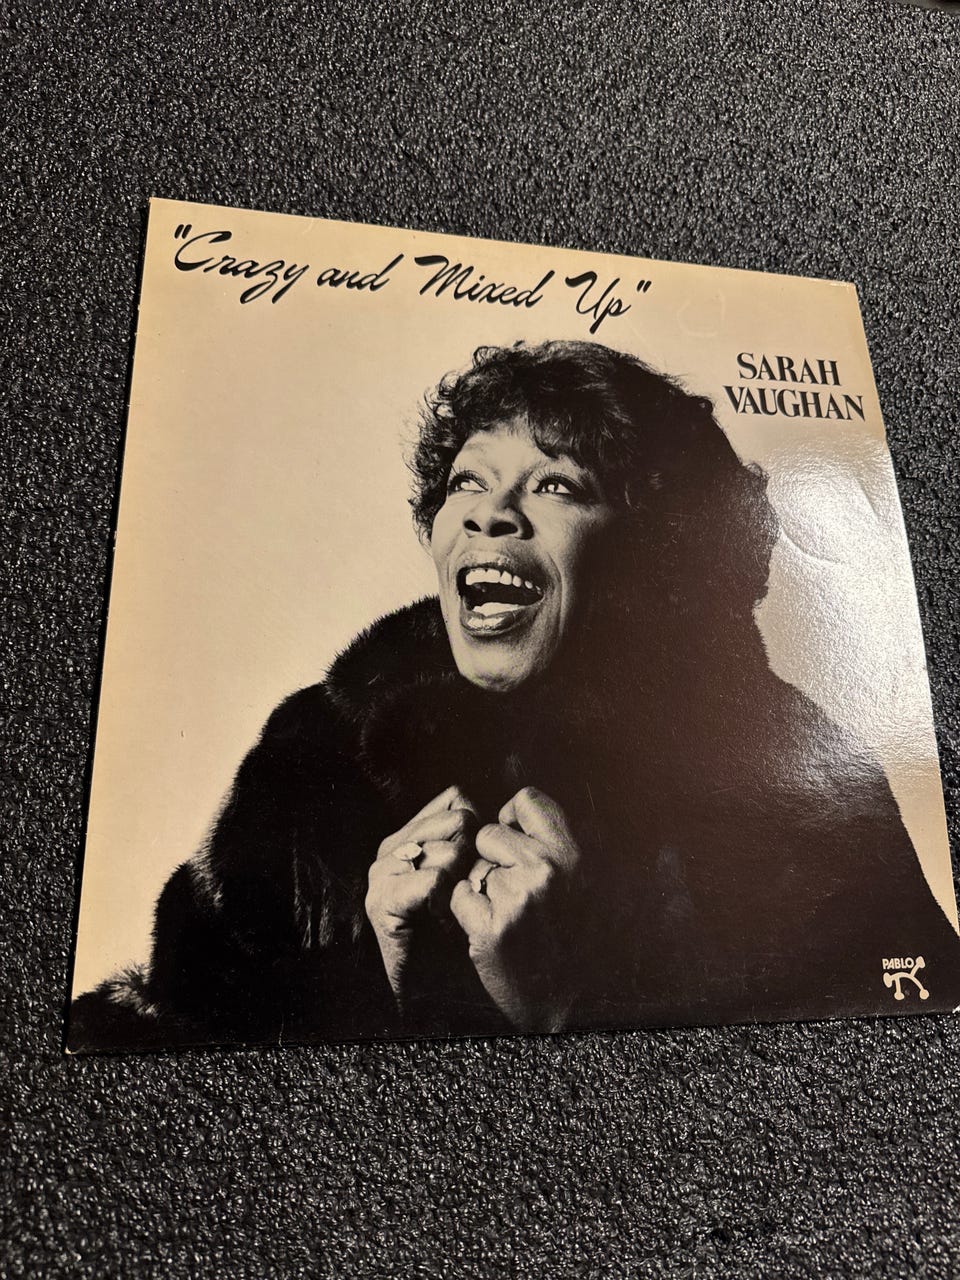 "Crazy and Mixed Up"
SARAH
VAUGHAN
PABLO